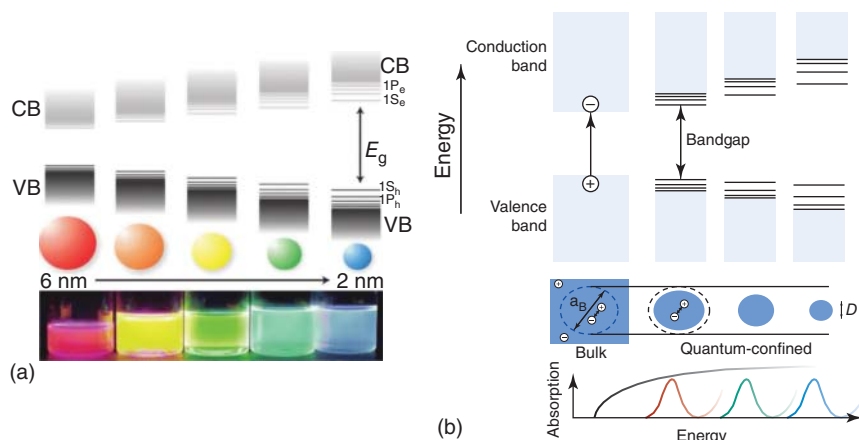 CB
VB
CB
1Pe
1Se
Eg
1Sh
1Ph
VB
6 nm
2 nm
(a)
Conduction
band
Energy
Bandgap
Valence
band
−
+
+
−
aB
+
−
+
−
D
Bulk
Quantum-confined
Absorption
Energy
(b)